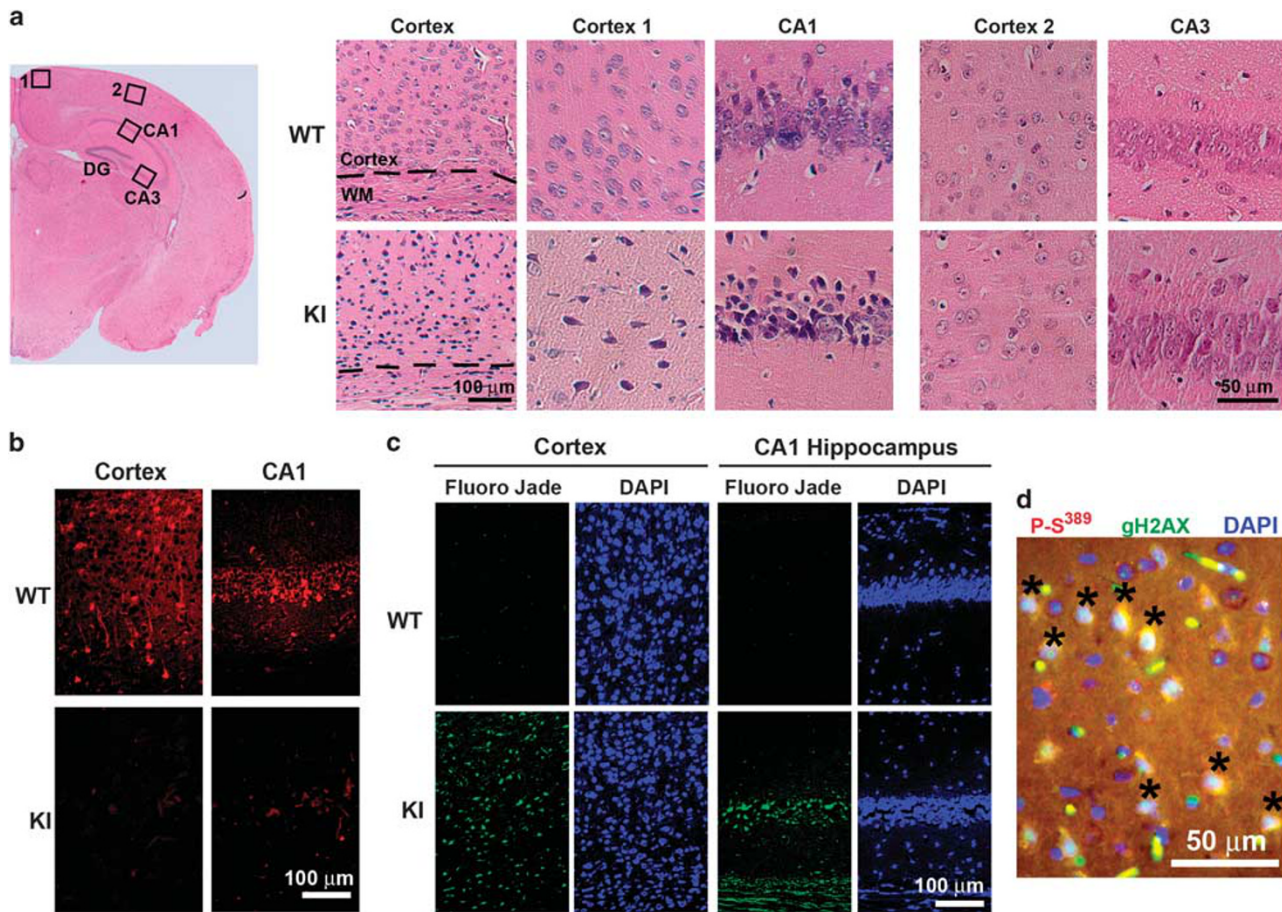 a
Cortex
Cortex 1
CA1
Cortex 2
CA3
1
2
CA1
DG
CA3
WT
Cortex
WM
KI
100 μm
50 μm
b
Cortex
CA1
WT
KI
100 μm
c
Cortex
CA1 Hippocampus
Fluoro Jade
DAPI
Fluoro Jade
DAPI
WT
KI
100 μm
d
P-S³⁸⁹
gH2AX
DAPI
* * * * * * * *
50 μm